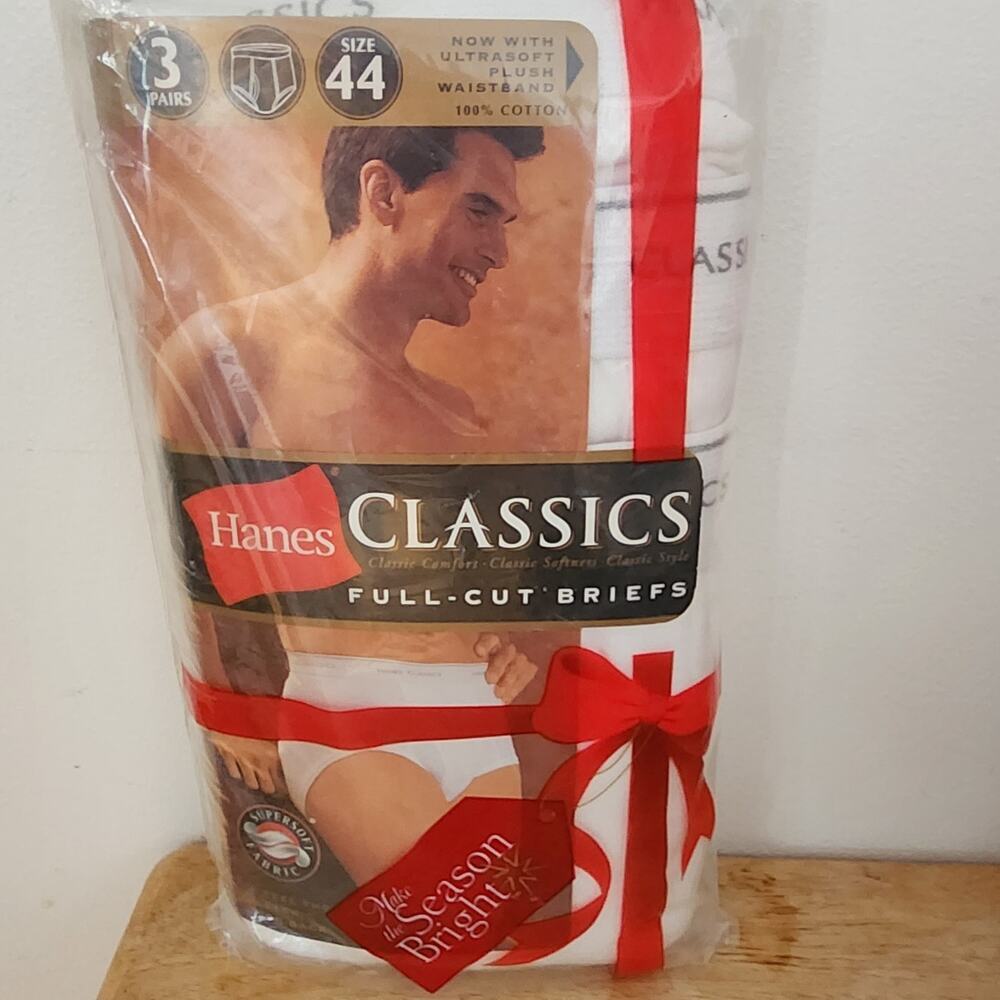 3
PAIRS
SIZE
44
NOW WITH
ULTRASOFT
PLUSH
WAISTBAND
100% COTTON
CLASS
Hanes
CLASSICS
Classic Comfort · Classic Softness · Classic Style
FULL-CUT BRIEFS
SUPERSOFT
FABRIC
Make
the Season
Bright